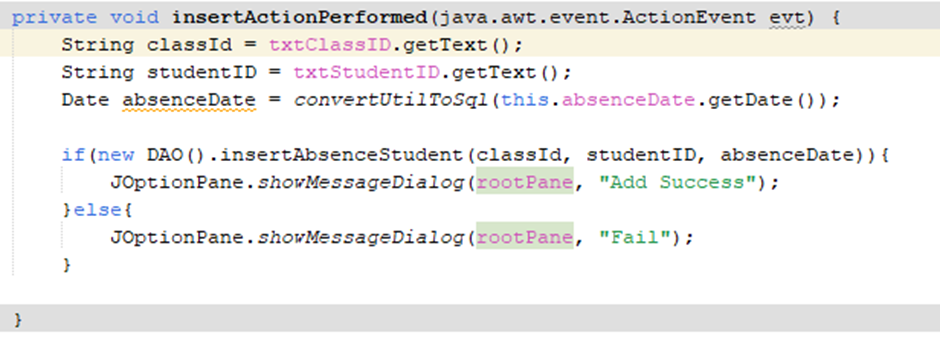 private void insertActionPerformed(java.awt.event.ActionEvent evt) {
    String classId = txtClassID.getText();
    String studentID = txtStudentID.getText();
    Date absenceDate = convertUtilToSql(this.absenceDate.getDate());
    if(new DAO().insertAbsenceStudent(classId, studentID, absenceDate)){
        JOptionPane.showMessageDialog(rootPane, "Add Success");
    }else{
        JOptionPane.showMessageDialog(rootPane, "Fail");
    }
}